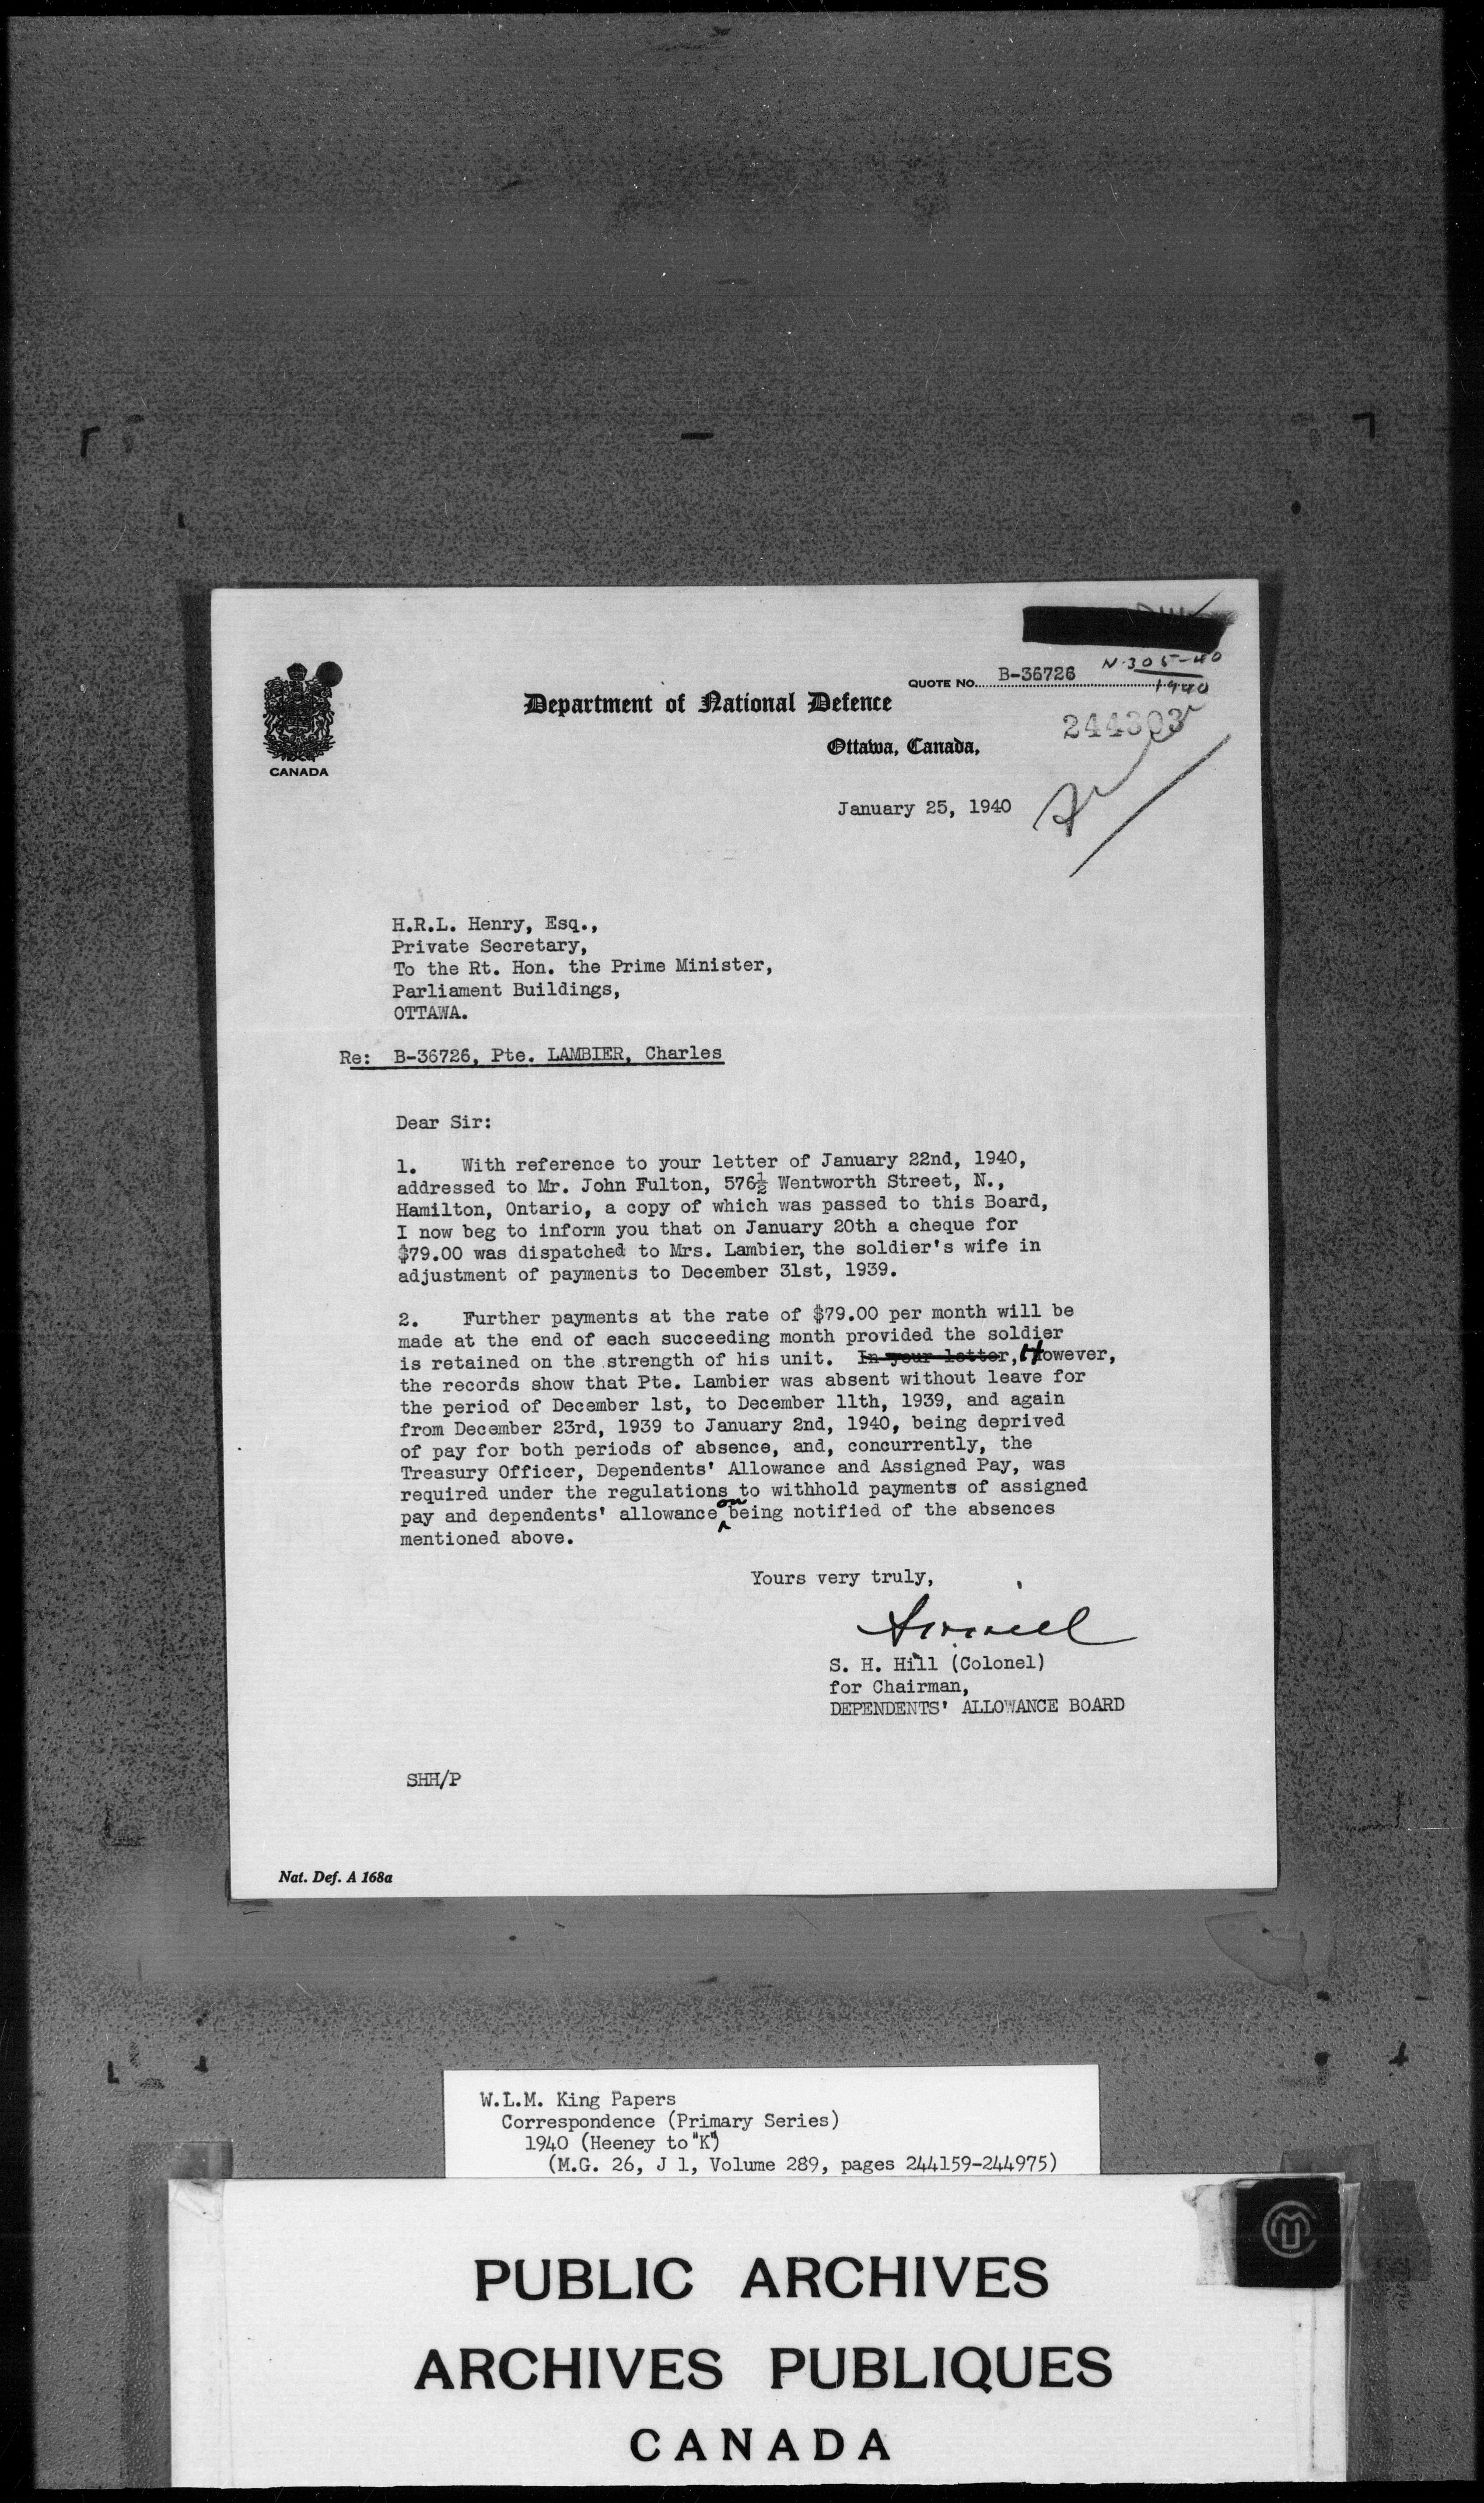 QUOTE NO. B-36726 N-305-40
1940
Department of National Defence
244303
Ottawa, Canada,
CANADA
January 25, 1940
H.R.L. Henry, Esq.,
Private Secretary,
To the Rt. Hon. the Prime Minister,
Parliament Buildings,
OTTAWA.
Re: B-36726, Pte. LAMBIER, Charles
Dear Sir:
1. With reference to your letter of January 22nd, 1940,
addressed to Mr. John Fulton, 576½ Wentworth Street, N.,
Hamilton, Ontario, a copy of which was passed to this Board,
I now beg to inform you that on January 20th a cheque for
$79.00 was dispatched to Mrs. Lambier, the soldier's wife in
adjustment of payments to December 31st, 1939.
2. Further payments at the rate of $79.00 per month will be
made at the end of each succeeding month provided the soldier
is retained on the strength of his unit. In your letter, However,
the records show that Pte. Lambier was absent without leave for
the period of December 1st, to December 11th, 1939, and again
from December 23rd, 1939 to January 2nd, 1940, being deprived
of pay for both periods of absence, and, concurrently, the
Treasury Officer, Dependents' Allowance and Assigned Pay, was
required under the regulations to withhold payments of assigned
pay and dependents' allowance on being notified of the absences
mentioned above.
Yours very truly,
S. H. Hill (Colonel)
for Chairman,
DEPENDENTS' ALLOWANCE BOARD
SHH/P
Nat. Def. A 168a
W.L.M. King Papers
Correspondence (Primary Series)
1940 (Heeney to "K")
(M.G. 26, J 1, Volume 289, pages 244159-244975)
PUBLIC ARCHIVES
ARCHIVES PUBLIQUES
CANADA